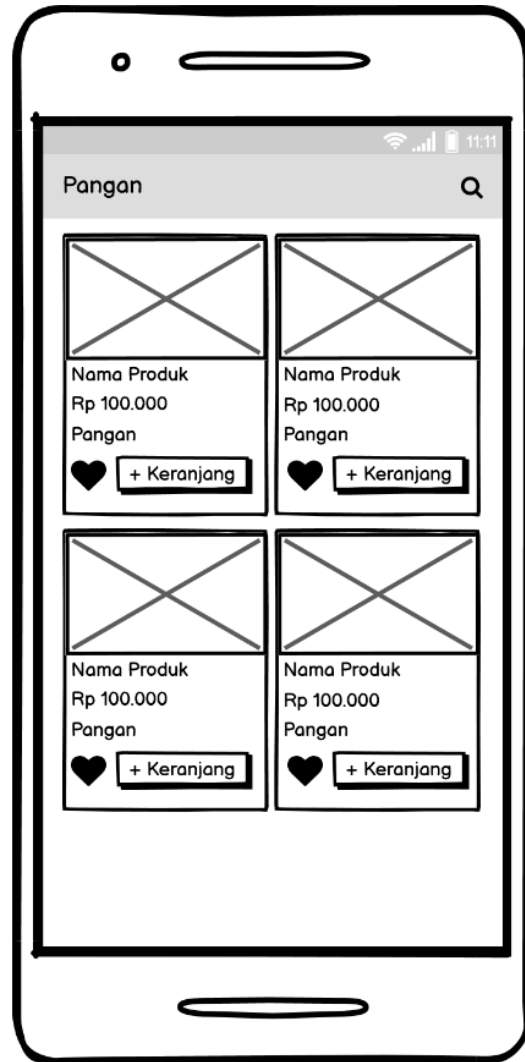 11:11
Pangan
Nama Produk
Rp 100.000
Pangan
+ Keranjang
Nama Produk
Rp 100.000
Pangan
+ Keranjang
Nama Produk
Rp 100.000
Pangan
+ Keranjang
Nama Produk
Rp 100.000
Pangan
+ Keranjang